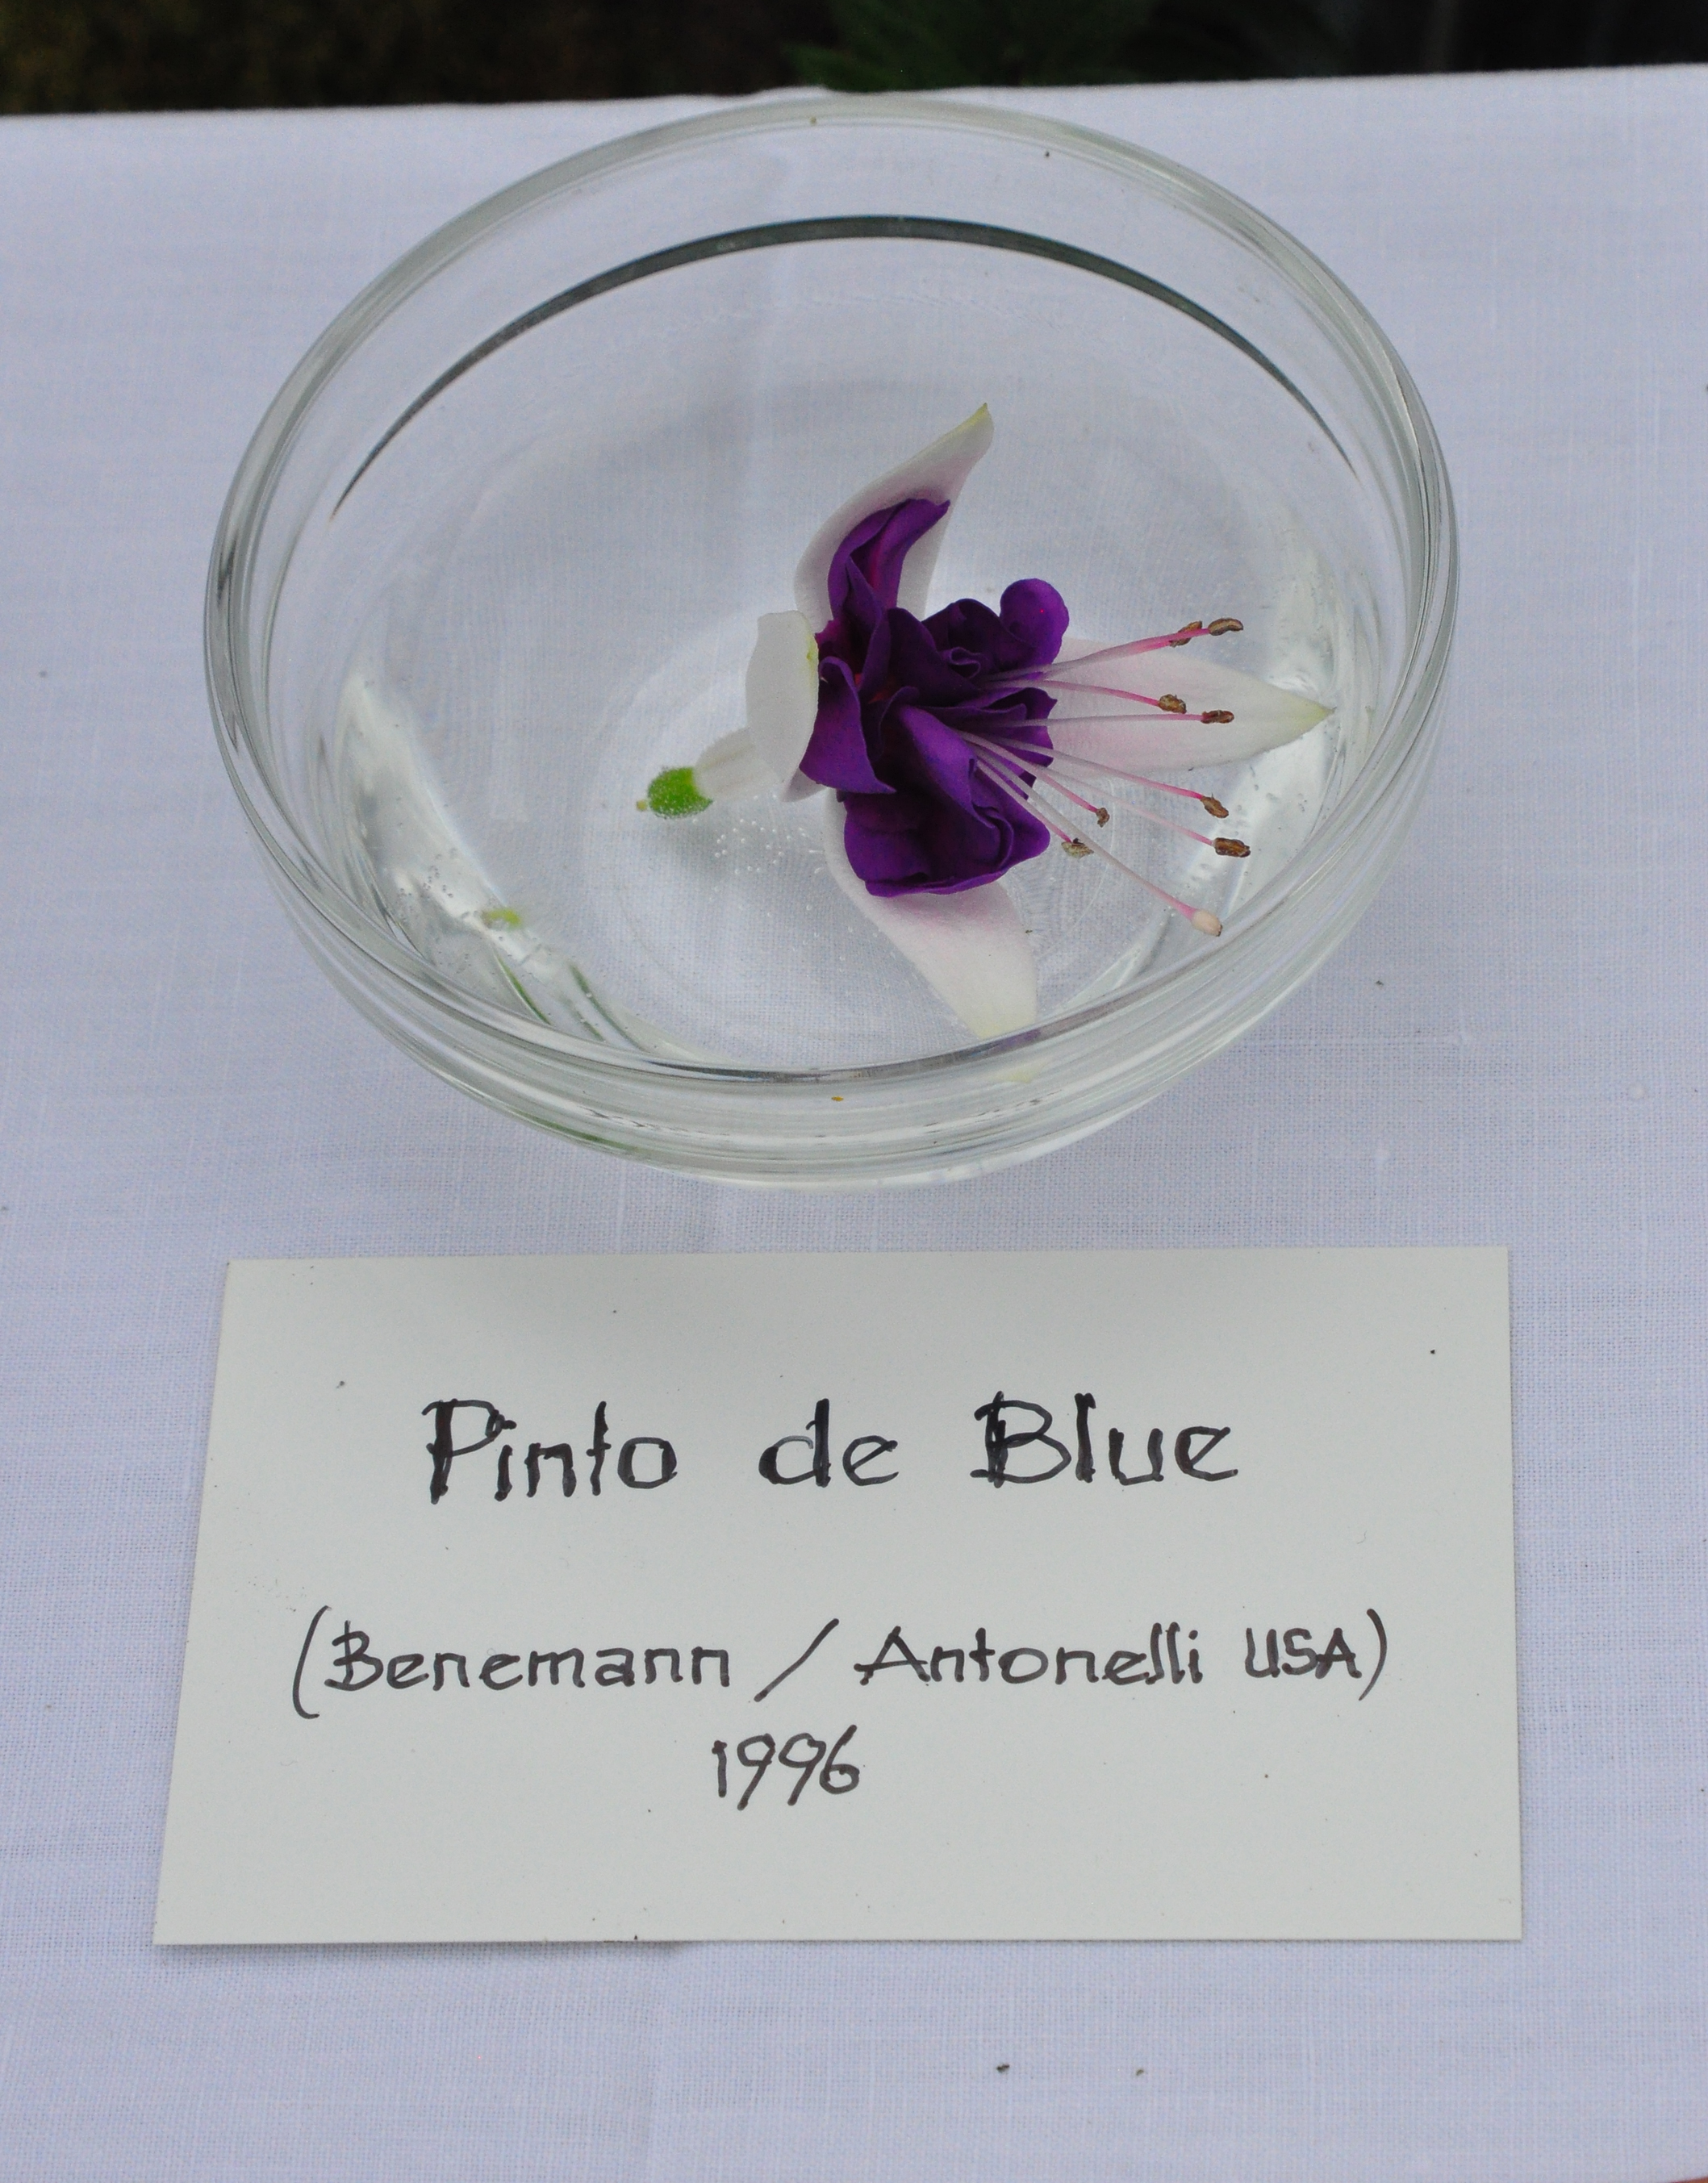 Pinto de Blue
(Benemann / Antonelli USA)
1996